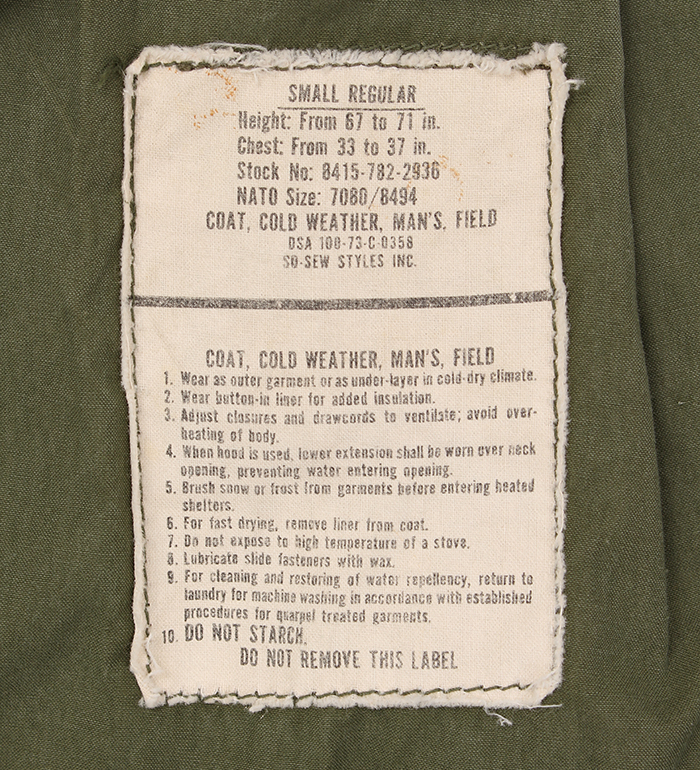 SMALL REGULAR
Height: From 67 to 71 in.
Chest: From 33 to 37 in.
Stock No: 8415-782-2936
NATO Size: 7080/8494
COAT, COLD WEATHER, MAN'S, FIELD
DSA 100-73-C-0358
SO-SEW STYLES INC.
COAT, COLD WEATHER, MAN'S, FIELD
1. Wear as outer garment or as under-layer in cold-dry climate.
2. Wear button-in liner for added insulation.
3. Adjust closures and drawcords to ventilate; avoid over-
heating of body.
4. When hood is used, lower extension shall be worn over neck
opening, preventing water entering opening.
5. Brush snow or frost from garments before entering heated
shelters.
6. For fast drying, remove liner from coat.
7. Do not expose to high temperature of a stove.
8. Lubricate slide fasteners with wax.
9. For cleaning and restoring of water repellency, return to
laundry for machine washing in accordance with established
procedures for quarpel treated garments.
10. DO NOT STARCH.
DO NOT REMOVE THIS LABEL